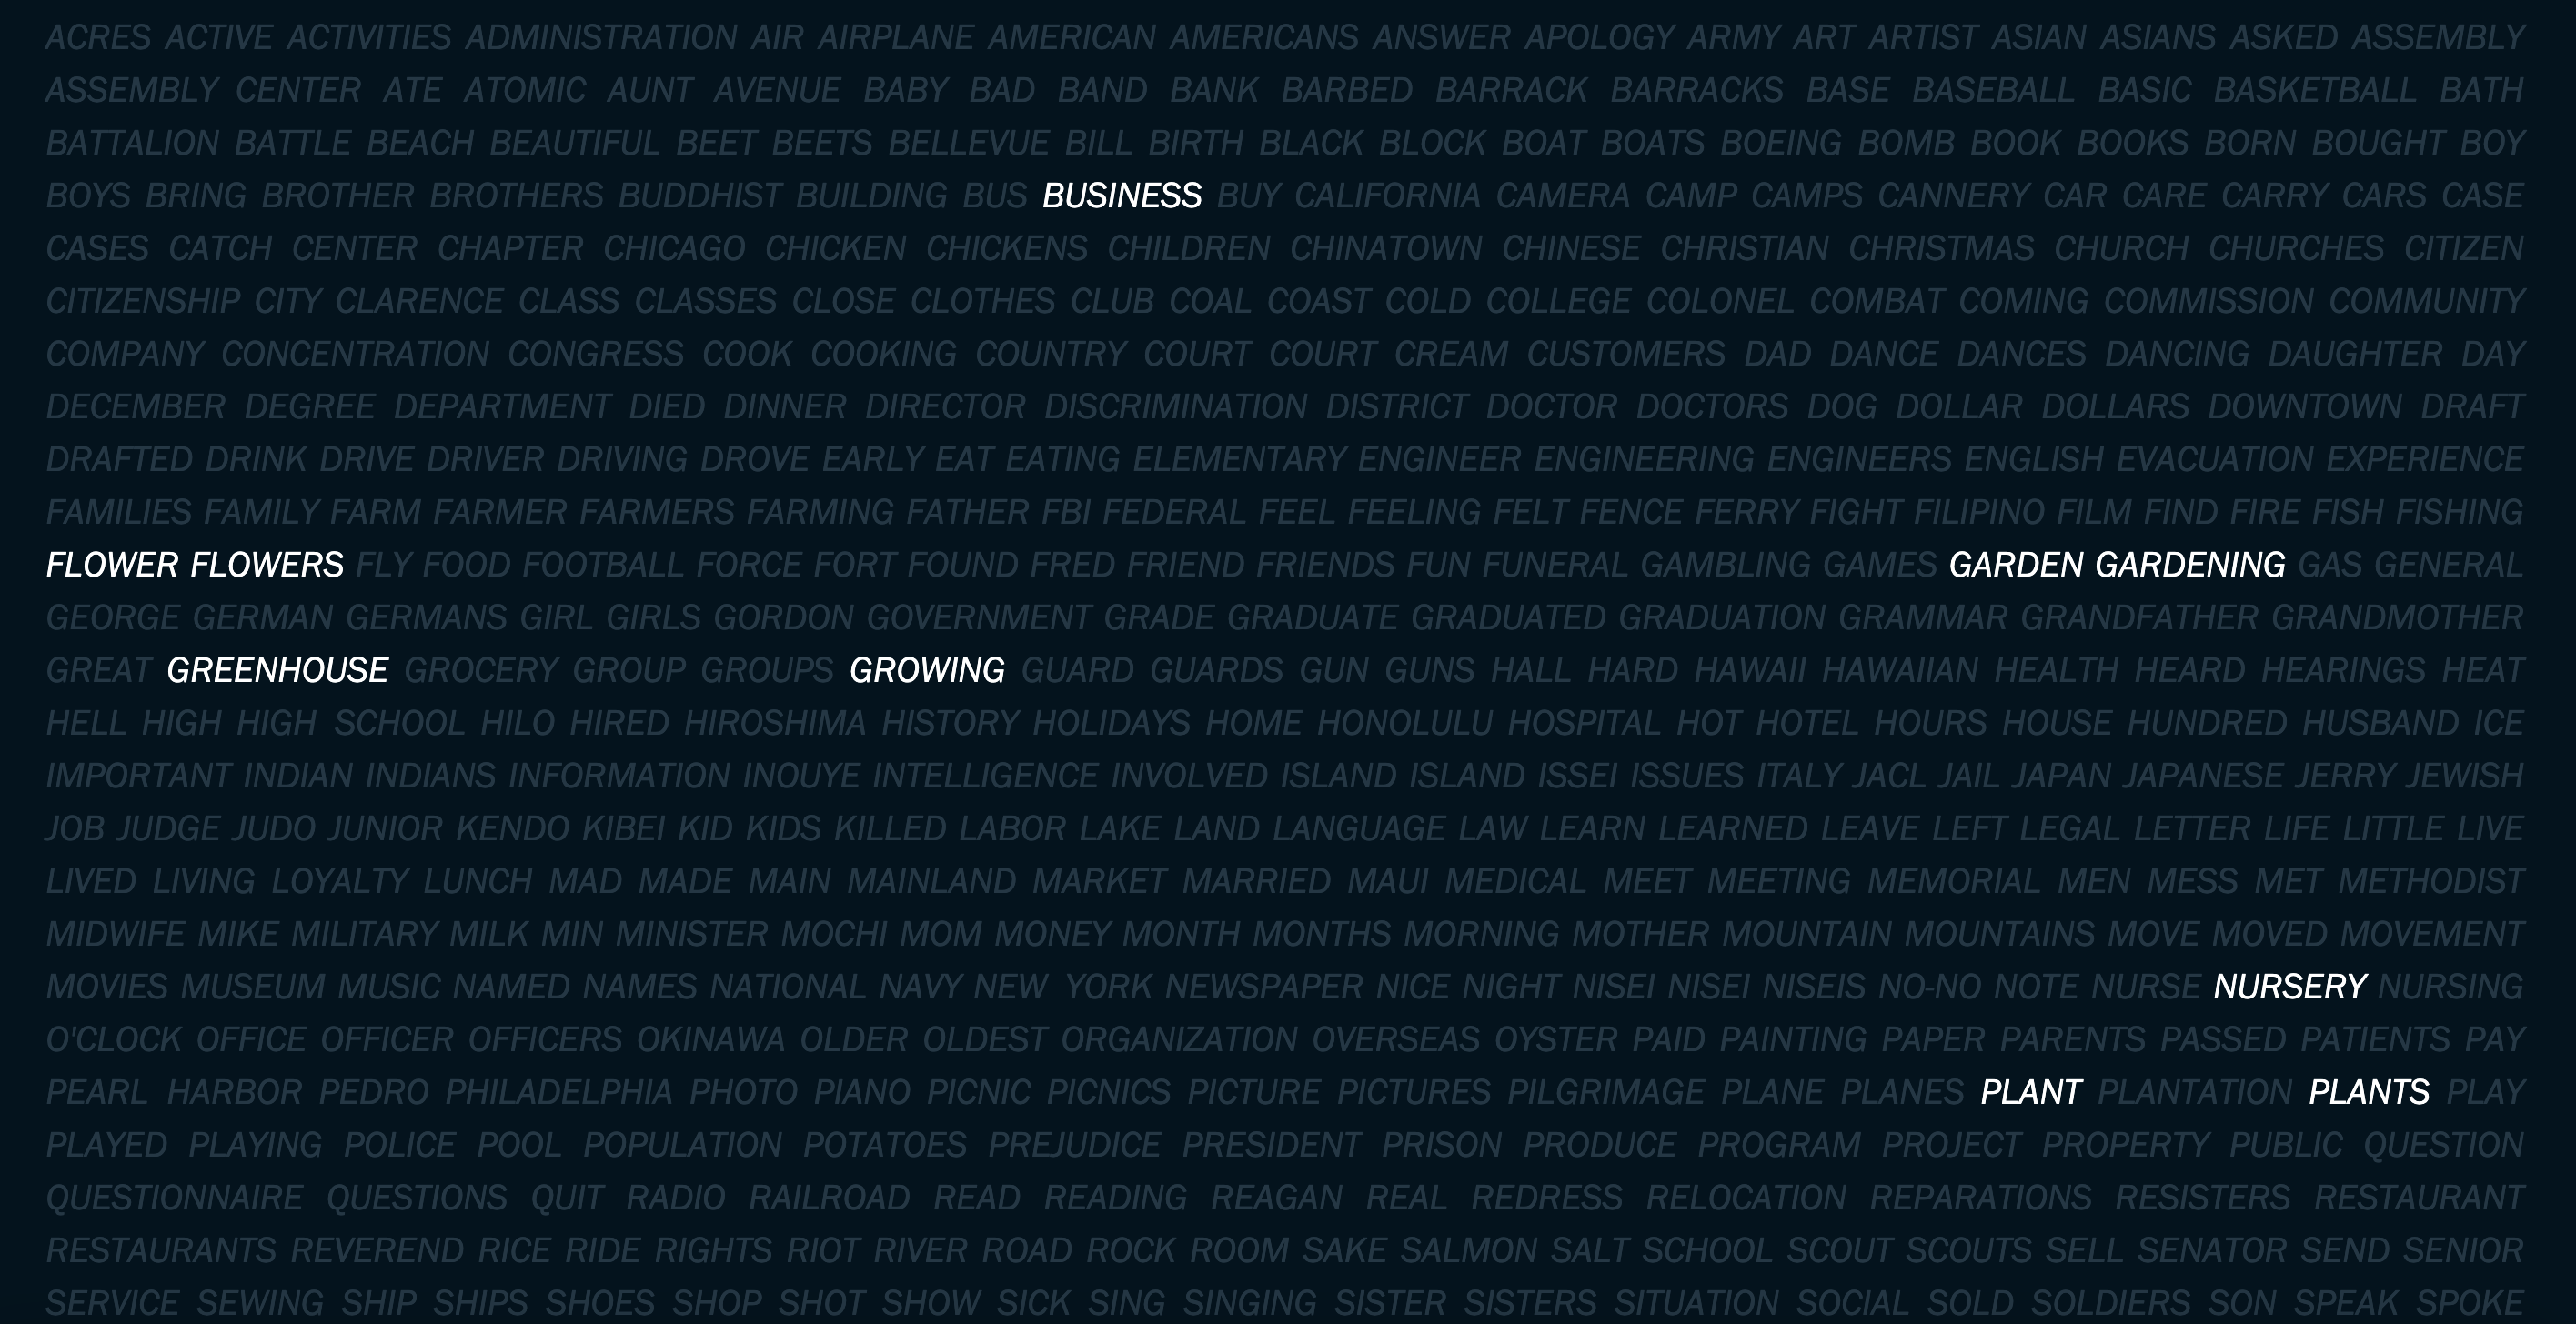 ACRES ACTIVE ACTIVITIES ADMINISTRATION AIR AIRPLANE AMERICAN AMERICANS ANSWER APOLOGY ARMY ART ARTIST ASIAN ASIANS ASKED ASSEMBLY
ASSEMBLY CENTER ATE ATOMIC AUNT AVENUE BABY BAD BAND BANK BARBED BARRACK BARRACKS BASE BASEBALL BASIC BASKETBALL BATH
BATTALION BATTLE BEACH BEAUTIFUL BEET BEETS BELLEVUE BILL BIRTH BLACK BLOCK BOAT BOATS BOEING BOMB BOOK BOOKS BORN BOUGHT BOY
BOYS BRING BROTHER BROTHERS BUDDHIST BUILDING BUS BUSINESS BUY CALIFORNIA CAMERA CAMP CAMPS CANNERY CAR CARE CARRY CARS CASE
CASES CATCH CENTER CHAPTER CHICAGO CHICKEN CHICKENS CHILDREN CHINATOWN CHINESE CHRISTIAN CHRISTMAS CHURCH CHURCHES CITIZEN
CITIZENSHIP CITY CLARENCE CLASS CLASSES CLOSE CLOTHES CLUB COAL COAST COLD COLLEGE COLONEL COMBAT COMING COMMISSION COMMUNITY
COMPANY CONCENTRATION CONGRESS COOK COOKING COUNTRY COURT COURT CREAM CUSTOMERS DAD DANCE DANCES DANCING DAUGHTER DAY
DECEMBER DEGREE DEPARTMENT DIED DINNER DIRECTOR DISCRIMINATION DISTRICT DOCTOR DOCTORS DOG DOLLAR DOLLARS DOWNTOWN DRAFT
DRAFTED DRINK DRIVE DRIVER DRIVING DROVE EARLY EAT EATING ELEMENTARY ENGINEER ENGINEERING ENGINEERS ENGLISH EVACUATION EXPERIENCE
FAMILIES FAMILY FARM FARMER FARMERS FARMING FATHER FBI FEDERAL FEEL FEELING FELT FENCE FERRY FIGHT FILIPINO FILM FIND FIRE FISH FISHING
FLOWER FLOWERS FLY FOOD FOOTBALL FORCE FORT FOUND FRED FRIEND FRIENDS FUN FUNERAL GAMBLING GAMES GARDEN GARDENING GAS GENERAL
GEORGE GERMAN GERMANS GIRL GIRLS GORDON GOVERNMENT GRADE GRADUATE GRADUATED GRADUATION GRAMMAR GRANDFATHER GRANDMOTHER
GREAT GREENHOUSE GROCERY GROUP GROUPS GROWING GUARD GUARDS GUN GUNS HALL HARD HAWAII HAWAIIAN HEALTH HEARD HEARINGS HEAT
HELL HIGH HIGH SCHOOL HILO HIRED HIROSHIMA HISTORY HOLIDAYS HOME HONOLULU HOSPITAL HOT HOTEL HOURS HOUSE HUNDRED HUSBAND ICE
IMPORTANT INDIAN INDIANS INFORMATION INOUYE INTELLIGENCE INVOLVED ISLAND ISLAND ISSEI ISSUES ITALY JACL JAIL JAPAN JAPANESE JERRY JEWISH
JOB JUDGE JUDO JUNIOR KENDO KIBEI KID KIDS KILLED LABOR LAKE LAND LANGUAGE LAW LEARN LEARNED LEAVE LEFT LEGAL LETTER LIFE LITTLE LIVE
LIVED LIVING LOYALTY LUNCH MAD MADE MAIN MAINLAND MARKET MARRIED MAUI MEDICAL MEET MEETING MEMORIAL MEN MESS MET METHODIST
MIDWIFE MIKE MILITARY MILK MIN MINISTER MOCHI MOM MONEY MONTH MONTHS MORNING MOTHER MOUNTAIN MOUNTAINS MOVE MOVED MOVEMENT
MOVIES MUSEUM MUSIC NAMED NAMES NATIONAL NAVY NEW YORK NEWSPAPER NICE NIGHT NISEI NISEI NISEIS NO-NO NOTE NURSE NURSERY NURSING
O'CLOCK OFFICE OFFICER OFFICERS OKINAWA OLDER OLDEST ORGANIZATION OVERSEAS OYSTER PAID PAINTING PAPER PARENTS PASSED PATIENTS PAY
PEARL HARBOR PEDRO PHILADELPHIA PHOTO PIANO PICNIC PICNICS PICTURE PICTURES PILGRIMAGE PLANE PLANES PLANT PLANTATION PLANTS PLAY
PLAYED PLAYING POLICE POOL POPULATION POTATOES PREJUDICE PRESIDENT PRISON PRODUCE PROGRAM PROJECT PROPERTY PUBLIC QUESTION
QUESTIONNAIRE QUESTIONS QUIT RADIO RAILROAD READ READING REAGAN REAL REDRESS RELOCATION REPARATIONS RESISTERS RESTAURANT
RESTAURANTS REVEREND RICE RIDE RIGHTS RIOT RIVER ROAD ROCK ROOM SAKE SALMON SALT SCHOOL SCOUT SCOUTS SELL SENATOR SEND SENIOR
SERVICE SEWING SHIP SHIPS SHOES SHOP SHOT SHOW SICK SING SINGING SISTER SISTERS SITUATION SOCIAL SOLD SOLDIERS SON SPEAK SPOKE